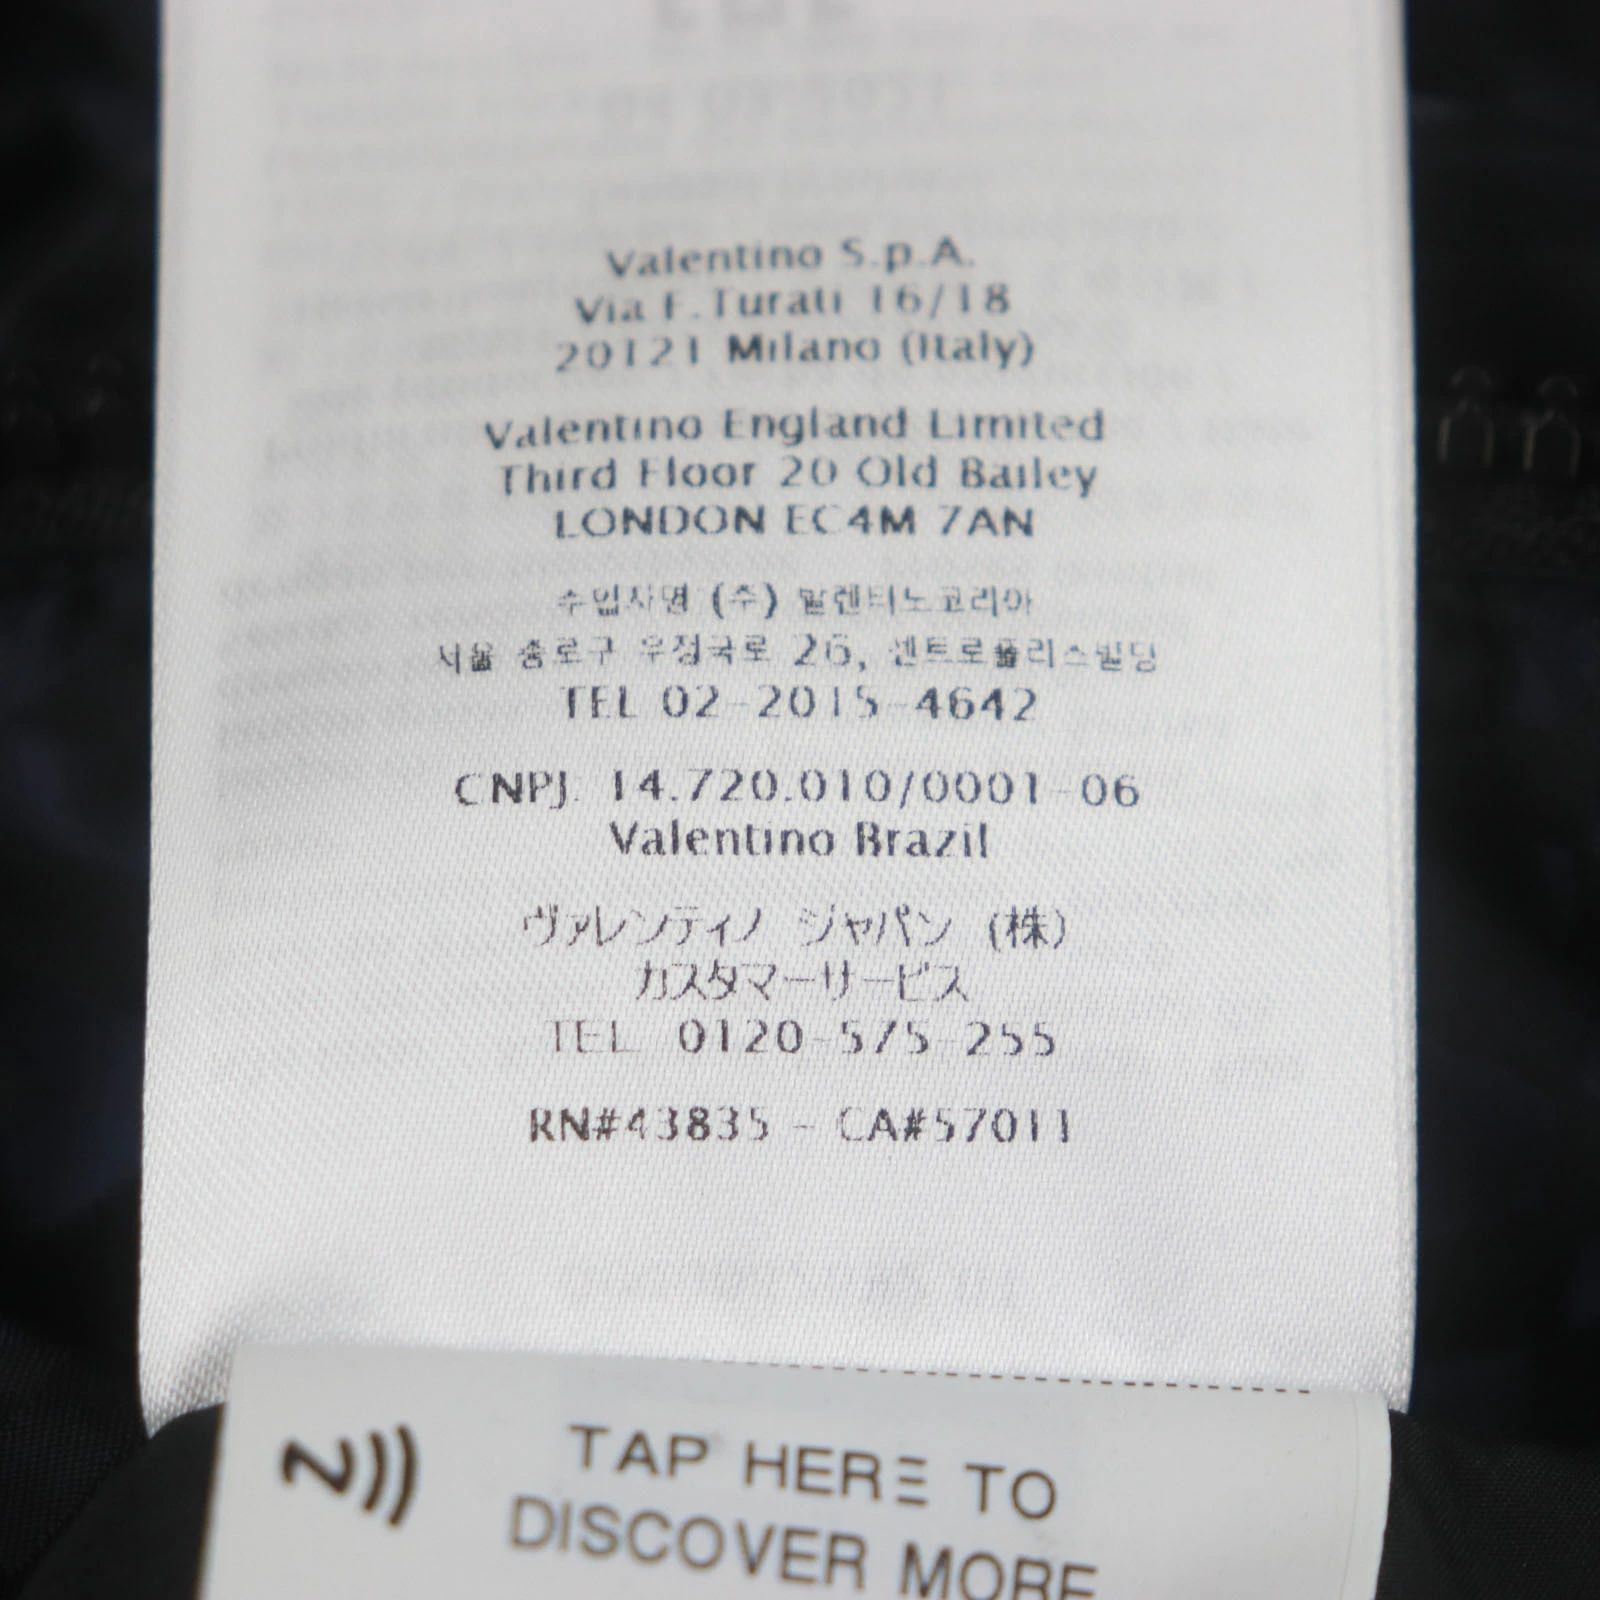 Valentino S.p.A.
Via F.Turati 16/18
20121 Milano (Italy)
Valentino England Limited
Third Floor 20 Old Bailey
LONDON EC4M 7AN
수입자명 (주) 발렌티노코리아
서울 종로구 우정국로 26, 센트로폴리스빌딩
TEL 02-2015-4642
CNPJ: 14.720.010/0001-06
Valentino Brazil
ヴァレンティノ ジャパン (株)
カスタマーサービス
TEL 0120-575-255
RN#43835 - CA#57011
TAP HERE TO
DISCOVER MORE